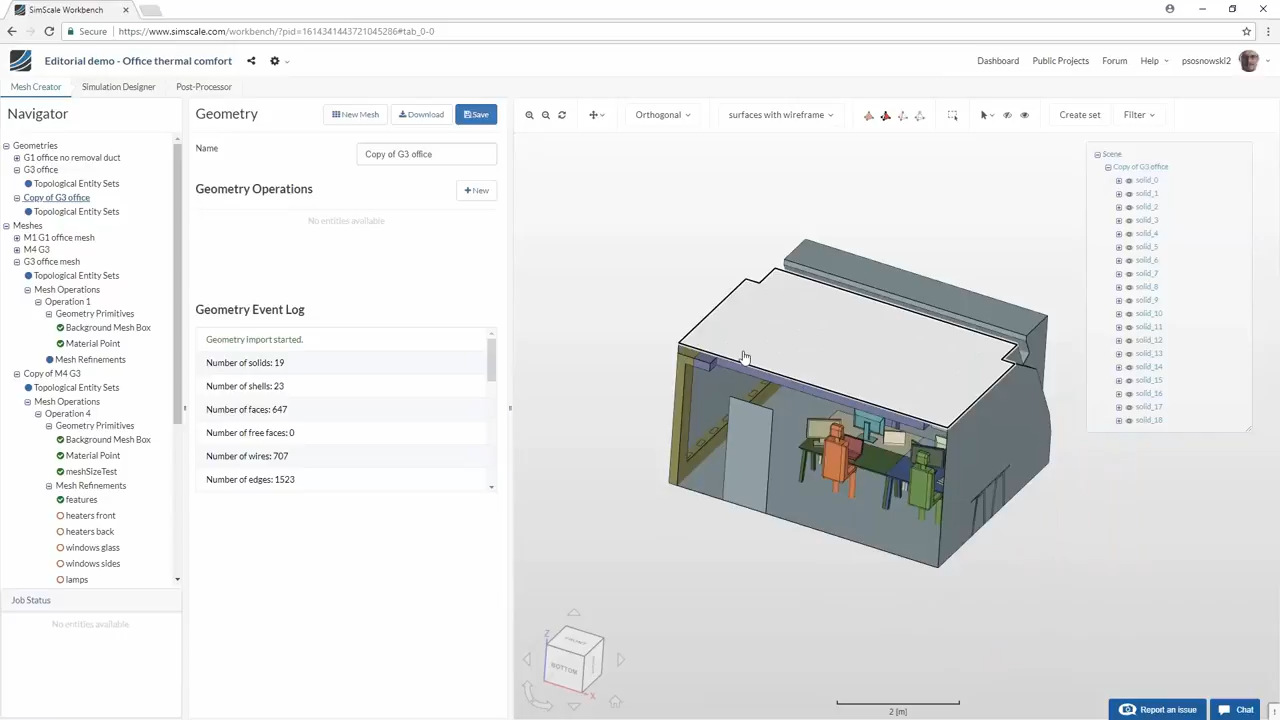 SimScale Workbench
Secure
https://www.simscale.com/workbench/?pid=1614341443721045286#tab_0-0
Editorial demo - Office thermal comfort
Dashboard
Public Projects
Forum
Help
psosnowski2
Mesh Creator
Simulation Designer
Post-Processor
Navigator
Geometries
G1 office no removal duct
G3 office
Topological Entity Sets
Copy of G3 office
Topological Entity Sets
Meshes
M1 G1 office mesh
M4 G3
G3 office mesh
Topological Entity Sets
Mesh Operations
Operation 1
Geometry Primitives
Background Mesh Box
Material Point
Mesh Refinements
Copy of M4 G3
Topological Entity Sets
Mesh Operations
Operation 4
Geometry Primitives
Background Mesh Box
Material Point
meshSizeTest
Mesh Refinements
features
heaters front
heaters back
windows glass
windows sides
lamps
Job Status
No entities available
Geometry
New Mesh
Download
Save
Name
Copy of G3 office
Geometry Operations
New
No entities available
Geometry Event Log
Geometry import started.
Number of solids: 19
Number of shells: 23
Number of faces: 647
Number of free faces: 0
Number of wires: 707
Number of edges: 1523
Orthogonal
surfaces with wireframe
Create set
Filter
Scene
Copy of G3 office
solid_0
solid_1
solid_2
solid_3
solid_4
solid_5
solid_6
solid_7
solid_8
solid_9
solid_10
solid_11
solid_12
solid_13
solid_14
solid_15
solid_16
solid_17
solid_18
Z
BOTTOM
X
2 [m]
Report an issue
Chat